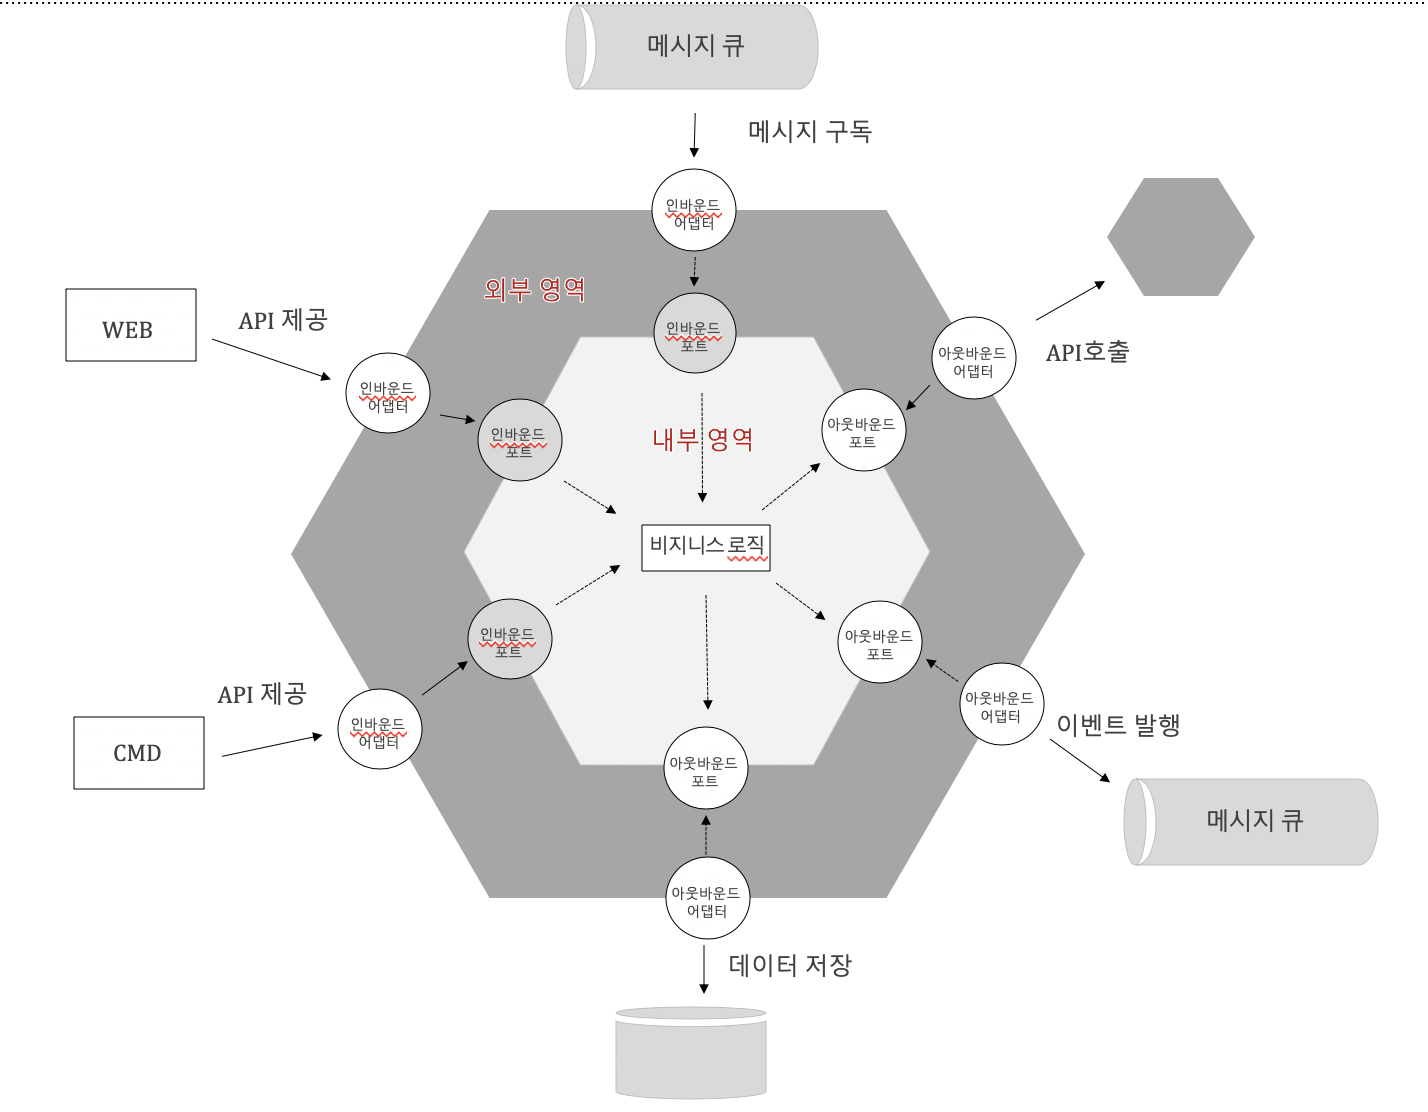 메시지 큐
메시지 구독
인바운드
어댑터
외부 영역
WEB
API 제공
인바운드
포트
아웃바운드
어댑터
API호출
인바운드
어댑터
인바운드
포트
내부 영역
아웃바운드
포트
비지니스 로직
인바운드
포트
아웃바운드
포트
API 제공
CMD
인바운드
어댑터
아웃바운드
어댑터
이벤트 발행
아웃바운드
포트
메시지 큐
아웃바운드
어댑터
데이터 저장